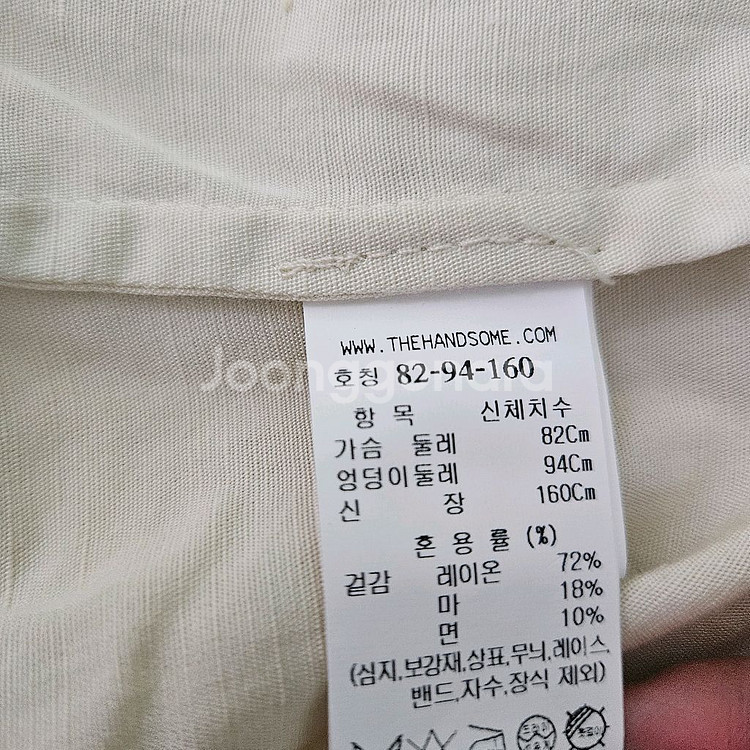 WWW.THEHANDSOME.COM
Joonggonara
호칭 82-94-160
항 목 신체치수
가슴 둘레 82Cm
엉덩이둘레 94Cm
신 장 160Cm
혼 용 률 (%)
겉감 레이온 72%
마 18%
면 10%
(심지,보강재,상표,무늬,레이스,
밴드,자수,장식 제외)